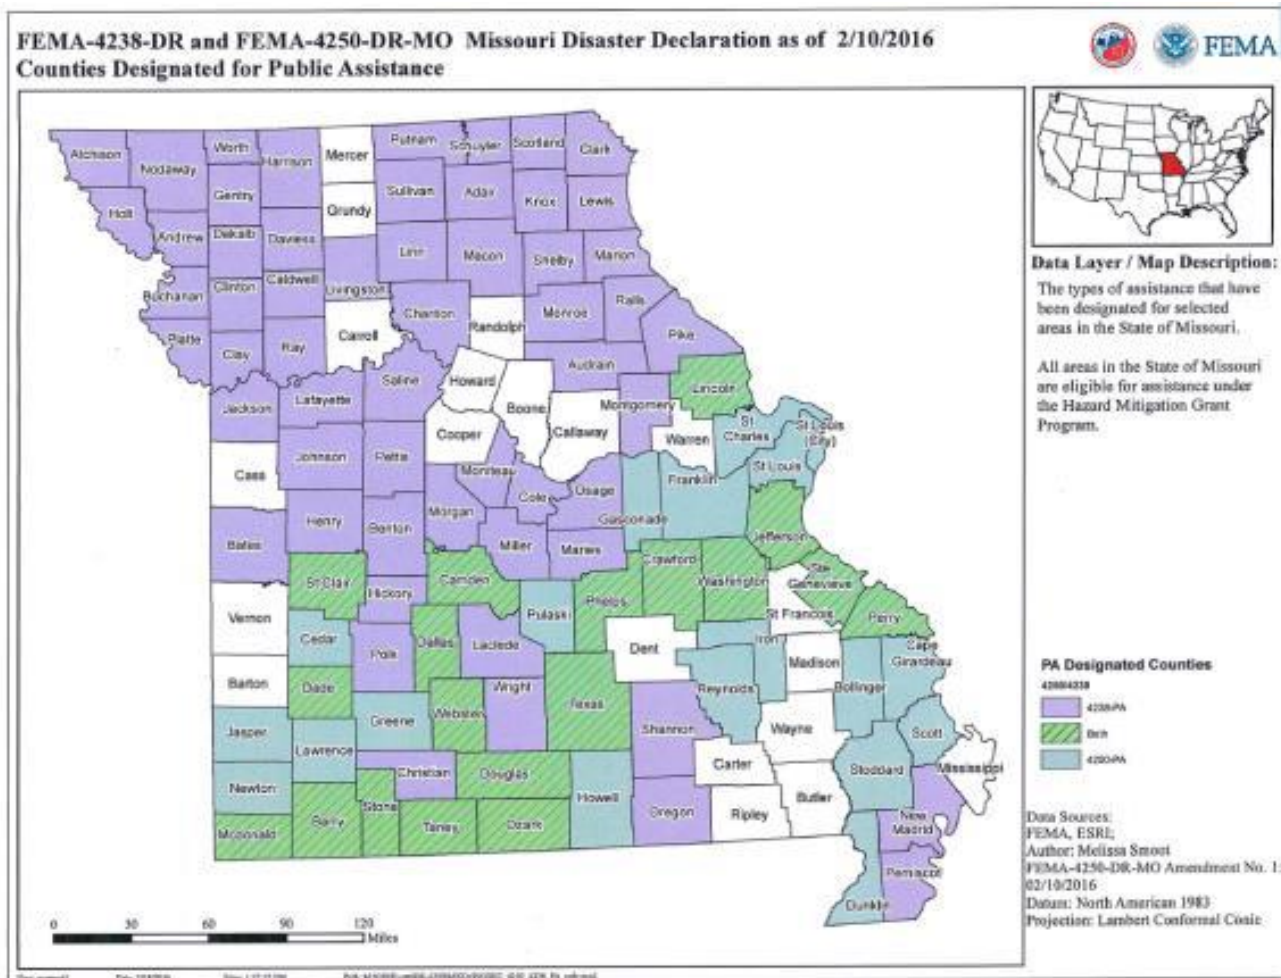 FEMA-4238-DR and FEMA-4250-DR-MO Missouri Disaster Declaration as of 2/10/2016
Counties Designated for Public Assistance
FEMA
Atchison
Nodaway
Worth
Harrison
Mercer
Putnam
Schuyler
Scotland
Clark
Holt
Gentry
Grundy
Sullivan
Adair
Knox
Lewis
Andrew
Dekalb
Daviess
Linn
Macon
Shelby
Marion
Buchanan
Clinton
Caldwell
Livingston
Chariton
Randolph
Monroe
Ralls
Pike
Platte
Clay
Ray
Carroll
Audrain
Saline
Howard
Boone
Callaway
Montgomery
Lincoln
Jackson
Lafayette
Cooper
Warren
St
Charles
St Louis
(City)
St Louis
Cass
Johnson
Pettis
Moniteau
Cole
Osage
Gasconade
Franklin
Bates
Henry
Benton
Morgan
Miller
Maries
Jefferson
Crawford
Washington
Ste
Genevieve
St Clair
Hickory
Camden
Pulaski
Phelps
St Francois
Perry
Vernon
Cedar
Polk
Dallas
Laclede
Dent
Iron
Madison
Cape
Girardeau
Bollinger
Barton
Dade
Greene
Webster
Wright
Texas
Reynolds
Shannon
Wayne
Scott
Jasper
Lawrence
Christian
Douglas
Howell
Carter
Stoddard
Mississippi
Newton
Stone
Oregon
Ripley
Butler
New
Madrid
Mcdonald
Barry
Taney
Ozark
Pemiscot
Dunklin
0 30 60 90 120
Miles
Data Layer / Map Description:
The types of assistance that have
been designated for selected
areas in the State of Missouri.
All areas in the State of Missouri
are eligible for assistance under
the Hazard Mitigation Grant
Program.
PA Designated Counties
4250/4238
4238-PA
Both
4250-PA
Data Sources:
FEMA, ESRI;
Author: Melissa Smoot
FEMA-4250-DR-MO Amendment No. 1:
02/10/2016
Datum: North American 1983
Projection: Lambert Conformal Conic